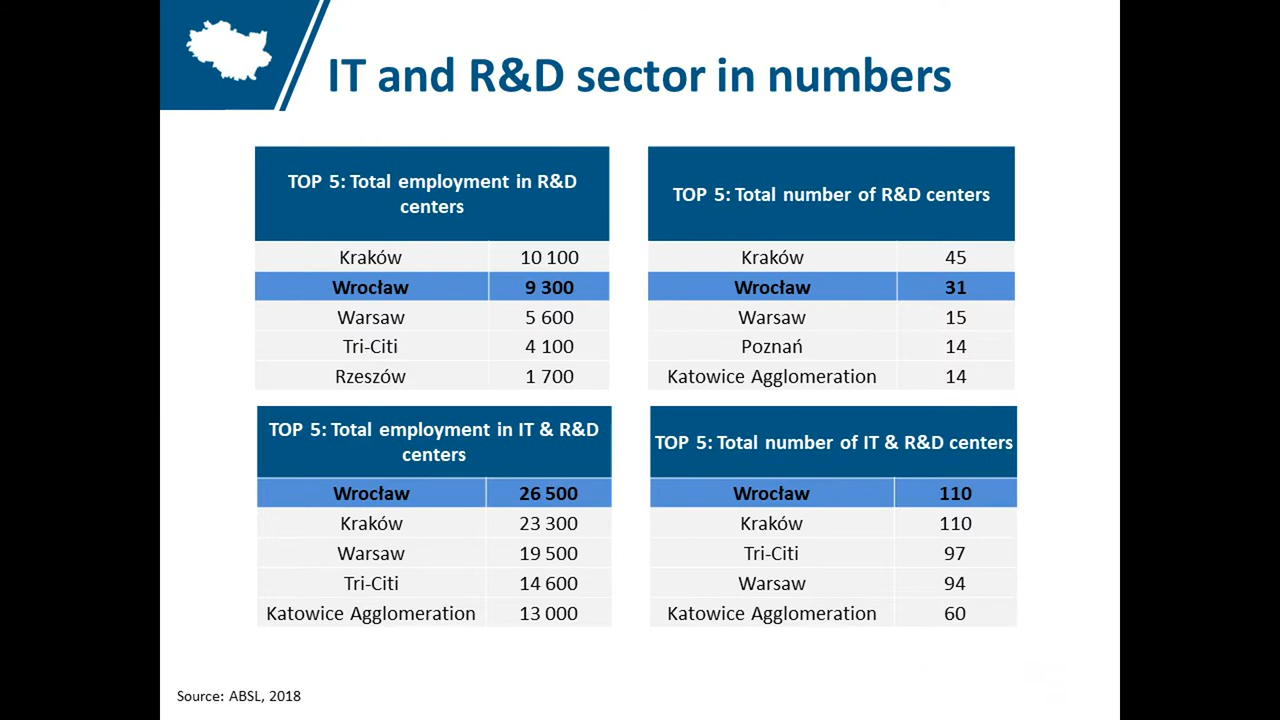 IT and R&D sector in numbers
TOP 5: Total employment in R&D
centers
Kraków 10 100
Wrocław 9 300
Warsaw 5 600
Tri-Citi 4 100
Rzeszów 1 700
TOP 5: Total number of R&D centers
Kraków 45
Wrocław 31
Warsaw 15
Poznań 14
Katowice Agglomeration 14
TOP 5: Total employment in IT & R&D
centers
Wrocław 26 500
Kraków 23 300
Warsaw 19 500
Tri-Citi 14 600
Katowice Agglomeration 13 000
TOP 5: Total number of IT & R&D centers
Wrocław 110
Kraków 110
Tri-Citi 97
Warsaw 94
Katowice Agglomeration 60
Source: ABSL, 2018